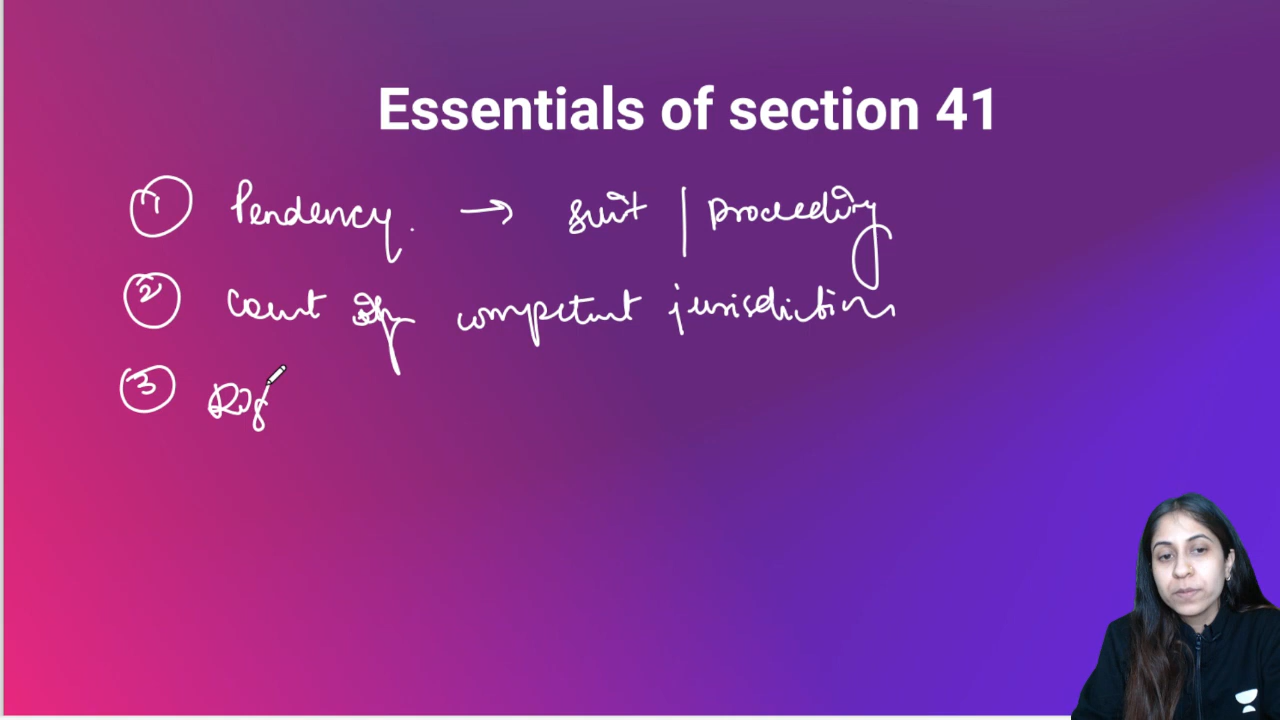 Essentials of section 41
1 Pendency. → suit | proceeding
2 Court of competent jurisdiction
3